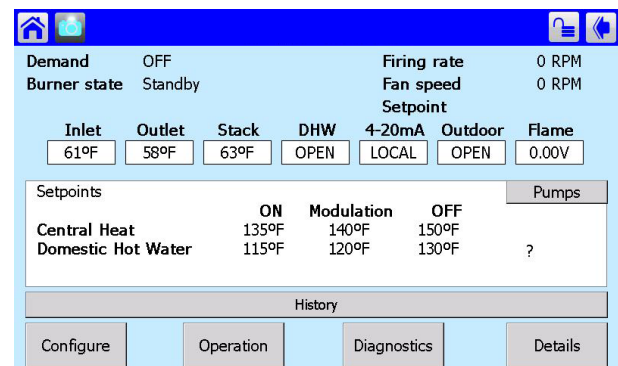 Demand OFF Firing rate 0 RPM
Burner state Standby Fan speed 0 RPM
Setpoint
Inlet Outlet Stack DHW 4-20mA Outdoor Flame
61ºF 58ºF 63ºF OPEN LOCAL OPEN 0.00V
Setpoints Pumps
ON Modulation OFF
Central Heat 135ºF 140ºF 150ºF
Domestic Hot Water 115ºF 120ºF 130ºF ?
History
Configure Operation Diagnostics Details